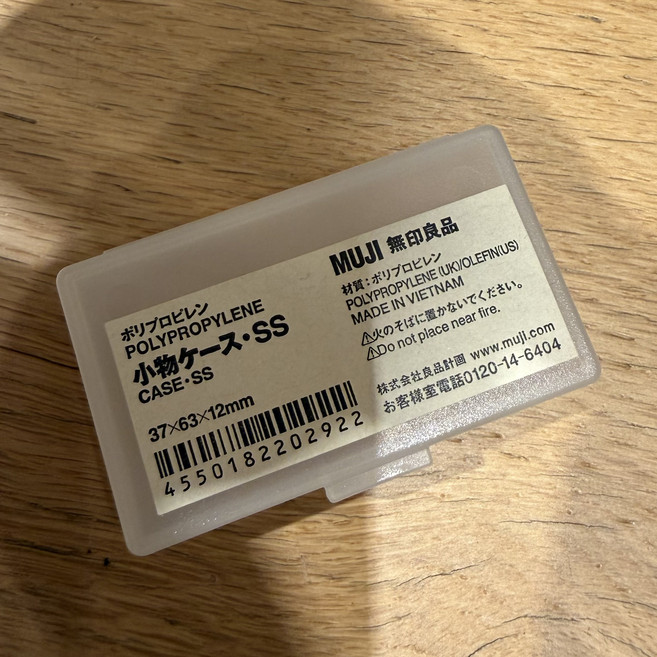 ポリプロピレン
POLYPROPYLENE
小物ケース・SS
CASE・SS
37×63×12mm
4550182202922
MUJI 無印良品
材質：ポリプロピレン
POLYPROPYLENE(UK)/OLEFIN(US)
MADE IN VIETNAM
⚠火のそばに置かないでください。
⚠Do not place near fire.
株式会社良品計画 www.muji.com
お客様室電話0120-14-6404